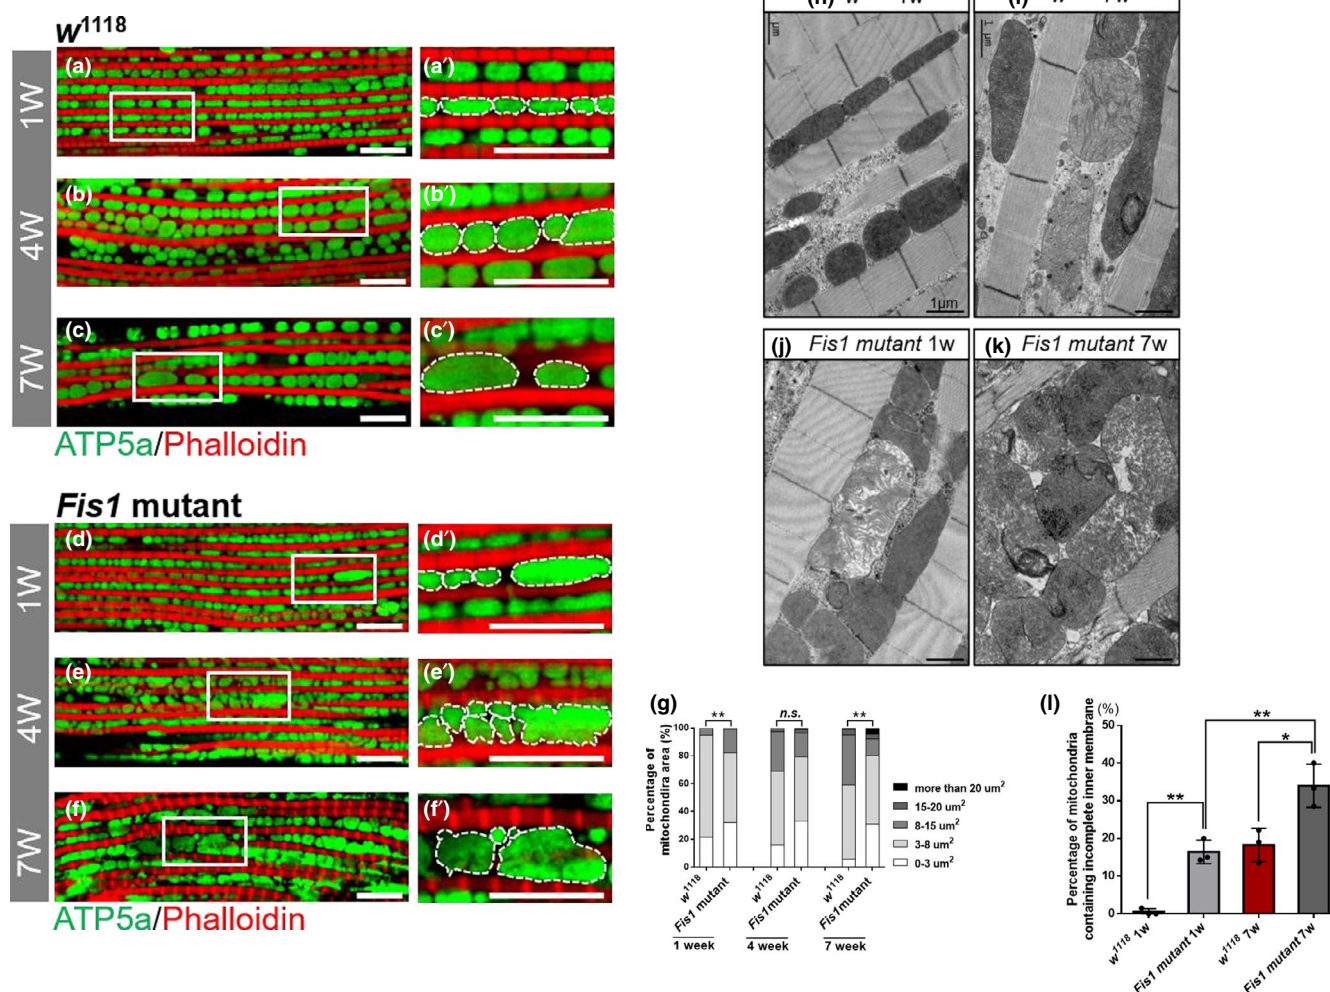 w1118
1W
(a)
(a′)
4W
(b)
(b′)
7W
(c)
(c′)
ATP5a/Phalloidin
Fis1 mutant
1W
(d)
(d′)
4W
(e)
(e′)
7W
(f)
(f′)
ATP5a/Phalloidin
1µm
1 µm
1µm
(j) Fis1 mutant 1w
(k) Fis1 mutant 7w
(g)
Percentage of
mitochondira area (%)
100
80
60
40
20
0
**
n.s.
**
w1118
Fis1 mutant
w1118
Fis1mutant
w1118
Fis1mutant
1 week
4 week
7 week
more than 20 um2
15-20 um2
8-15 um2
3-8 um2
0-3 um2
(l)
(%)
Percentage of mitochondria
containing incomplete inner membrane
50
40
30
20
10
0
**
**
*
w1118 1w
Fis1 mutant 1w
w1118 7w
Fis1 mutant 7w